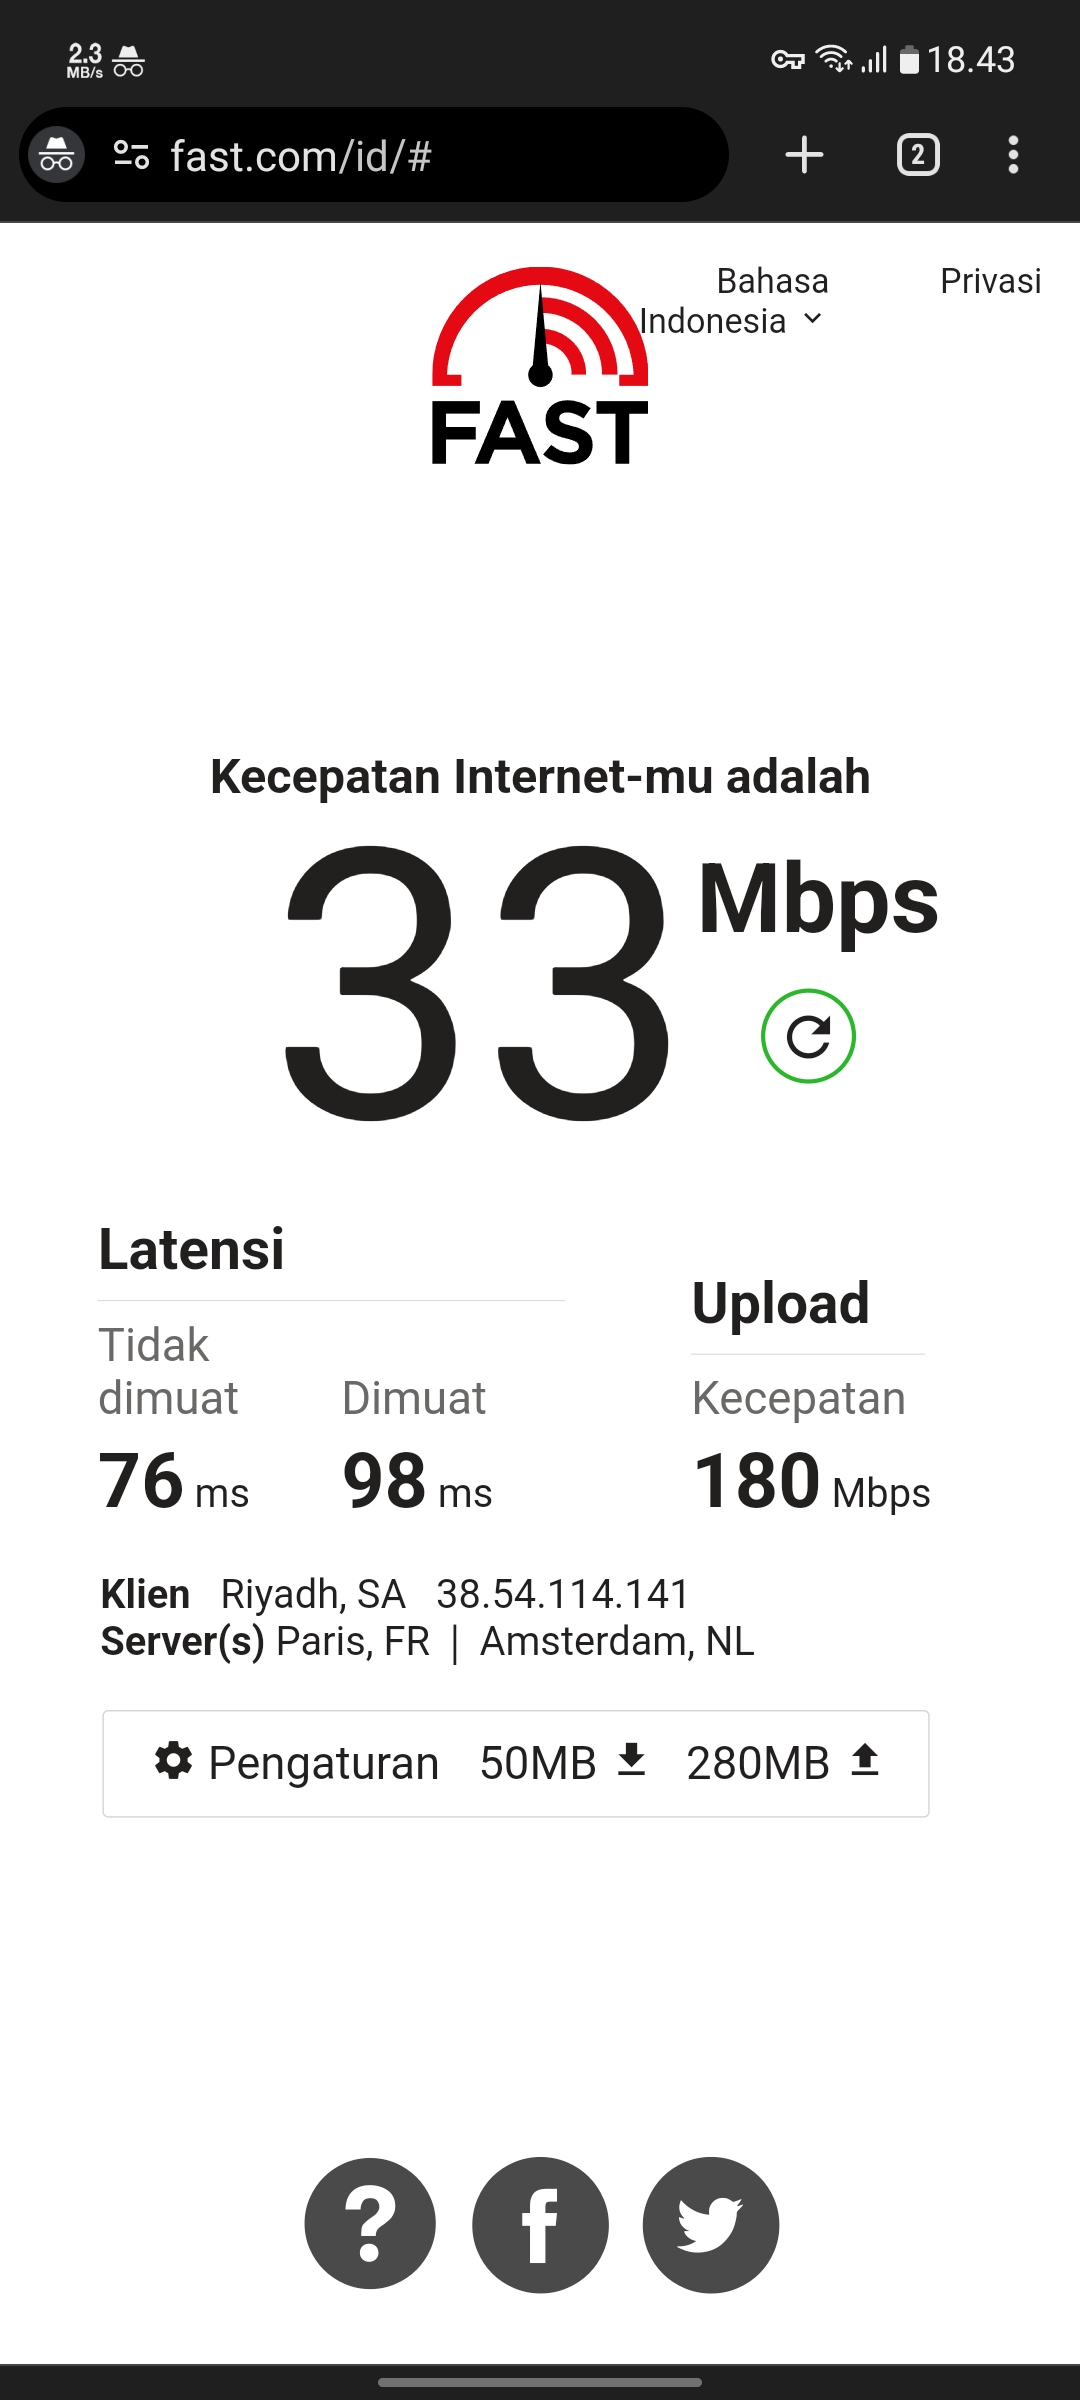 2.3
MB/s
18.43
fast.com/id/#
2
Bahasa
Indonesia
Privasi
FAST
Kecepatan Internet-mu adalah
33 Mbps
Latensi
Upload
Tidak
dimuat
Dimuat
Kecepatan
76 ms
98 ms
180 Mbps
Klien Riyadh, SA 38.54.114.141
Server(s) Paris, FR | Amsterdam, NL
Pengaturan 50MB 280MB